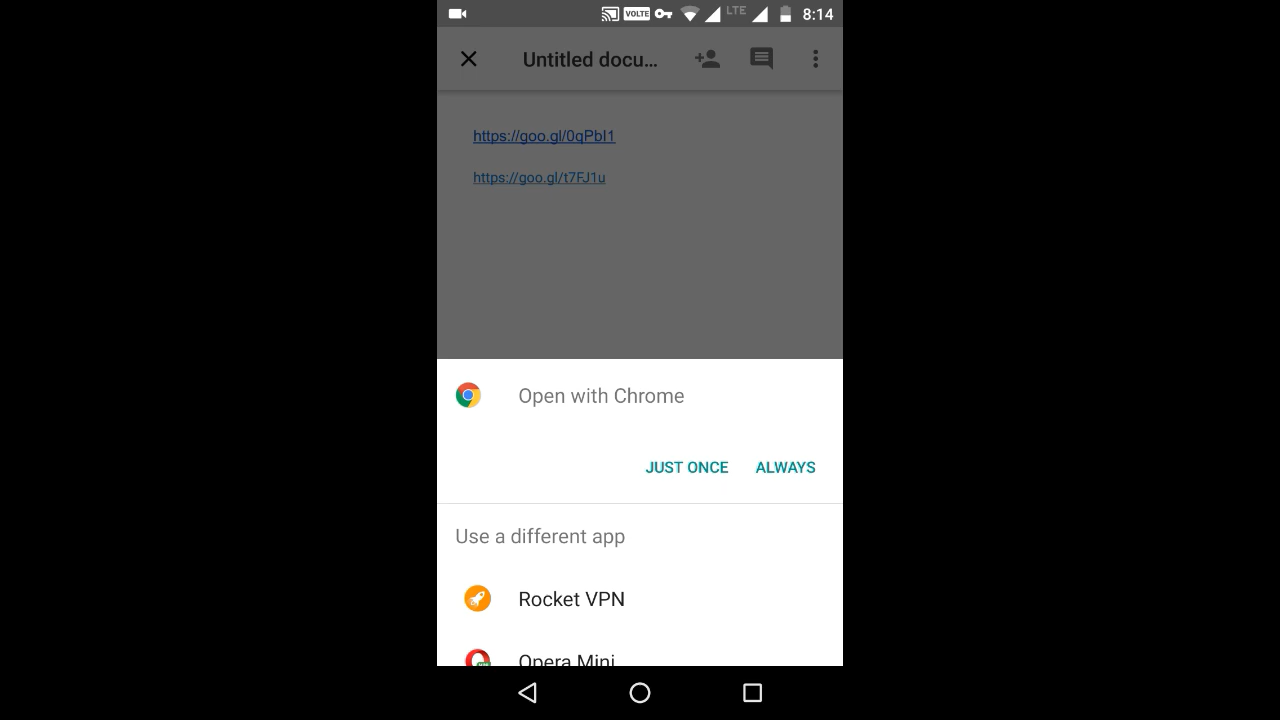 VOLTE LTE 8:14
Untitled docu...
https://goo.gl/0qPbI1
https://goo.gl/t7FJ1u
Open with Chrome
JUST ONCE ALWAYS
Use a different app
Rocket VPN
Opera Mini